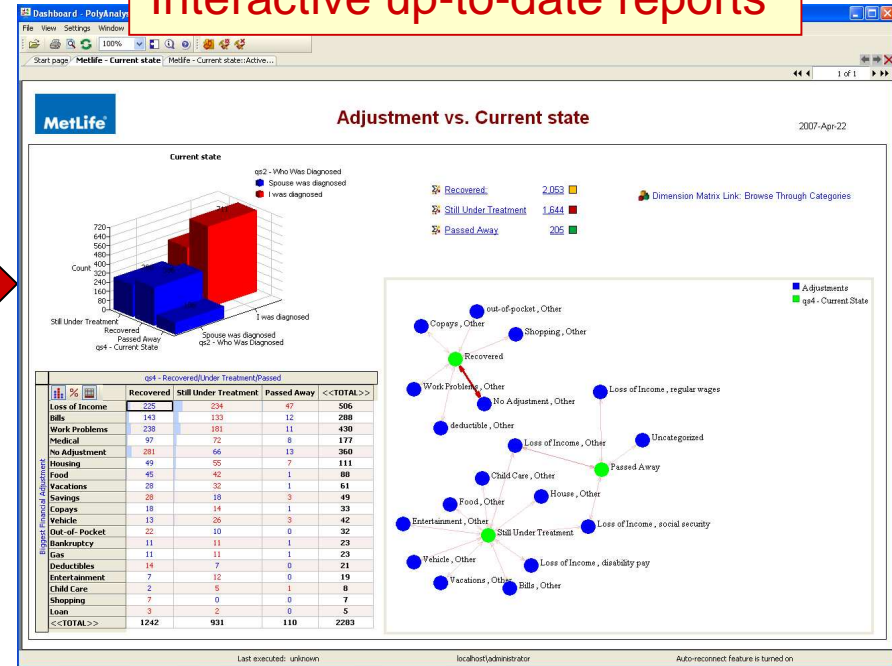 Interactive up-to-date reports
Dashboard - PolyAnalys
File View Settings Window
100%
Start page Metlife - Current state Metlife - Current state::Active...
1 of 1
MetLife
Adjustment vs. Current state
2007-Apr-22
Current state
qs2 - Who Was Diagnosed
Spouse was diagnosed
I was diagnosed
720
640
560
480
400
320
240
160
80
0
Count
Still Under Treatment
Recovered
Passed Away
qs4 - Current State
I was diagnosed
Spouse was diagnosed
qs2 - Who Was Diagnosed
Recovered: 2,053
Still Under Treatment 1,644
Passed Away 205
Dimension Matrix Link: Browse Through Categories
Adjustments
qs4 - Current State
out-of-pocket , Other
Copays , Other
Shopping , Other
Recovered
Work Problems , Other
No Adjustment , Other
Loss of Income , regular wages
deductible , Other
Loss of Income , Other
Uncategorized
Passed Away
Child Care , Other
House , Other
Food , Other
Entertainment , Other
Still Under Treatment
Loss of Income , social security
Vehicle , Other
Loss of Income , disability pay
Vacations , Other
Bills , Other
qs4 - Recovered/Under Treatment/Passed
Recovered Still Under Treatment Passed Away <<TOTAL>>
Biggest Financial Adjustment
Loss of Income 225 234 47 506
Bills 143 133 12 288
Work Problems 238 181 11 430
Medical 97 72 8 177
No Adjustment 281 66 13 360
Housing 49 55 7 111
Food 45 42 1 88
Vacations 28 32 1 61
Savings 28 18 3 49
Copays 18 14 1 33
Vehicle 13 26 3 42
Out-of- Pocket 22 10 0 32
Bankruptcy 11 11 1 23
Gas 11 11 1 23
Deductibles 14 7 0 21
Entertainment 7 12 0 19
Child Care 2 5 1 8
Shopping 7 0 0 7
Loan 3 2 0 5
<<TOTAL>> 1242 931 110 2283
Last executed: unknown
localhost\administrator
Auto-reconnect feature is turned on